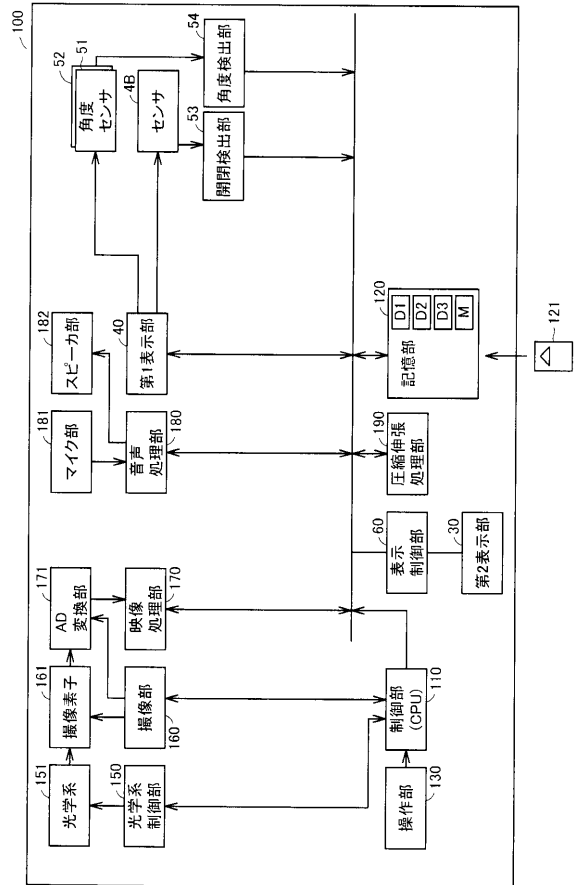 100
151
光学系
161
撮像素子
171
AD
変換部
181
マイク部
182
スピーカ部
52
51
角度
センサ
150
光学系
制御部
160
撮像部
170
映像
処理部
180
音声
処理部
40
第1表示部
4B
センサ
53
開閉検出部
54
角度検出部
130
操作部
110
制御部
(CPU)
60
表示
制御部
30
第2表示部
190
圧縮伸張
処理部
120
記憶部
D1
D2
D3
M
121